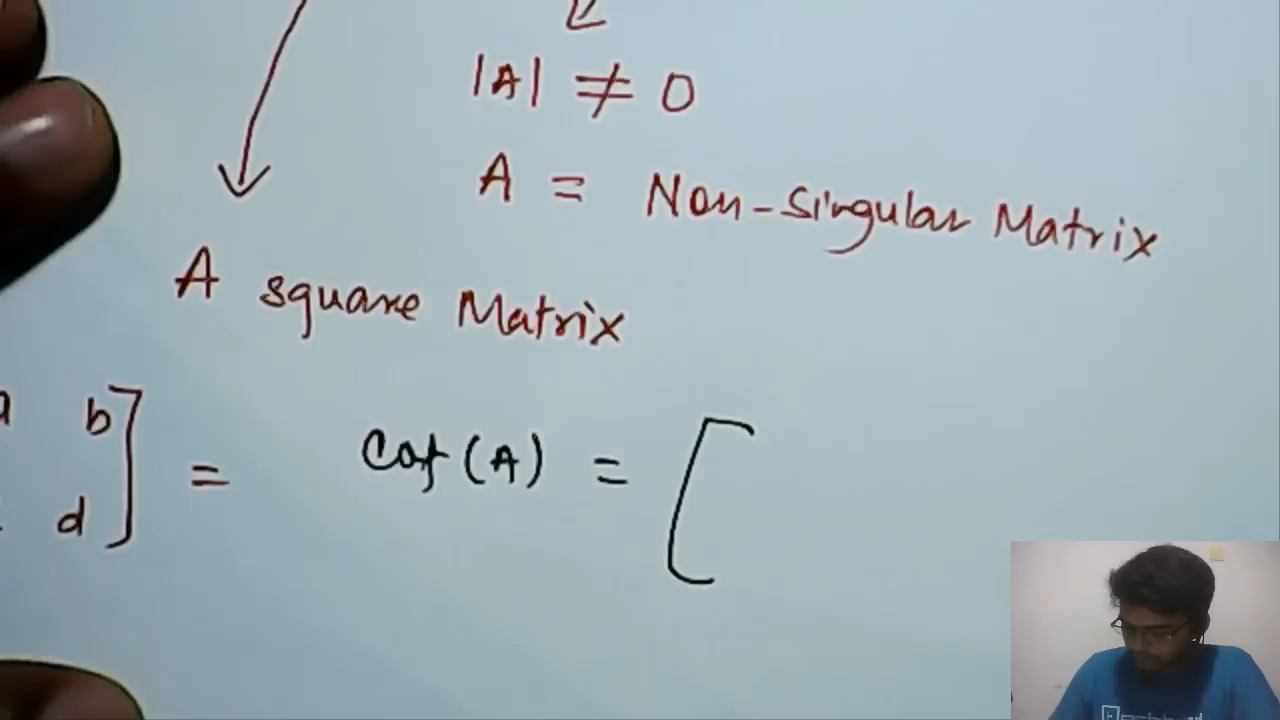 |A| ≠ 0
A = Non-Singular Matrix
A square Matrix
a b
d ] = Cof(A) = [